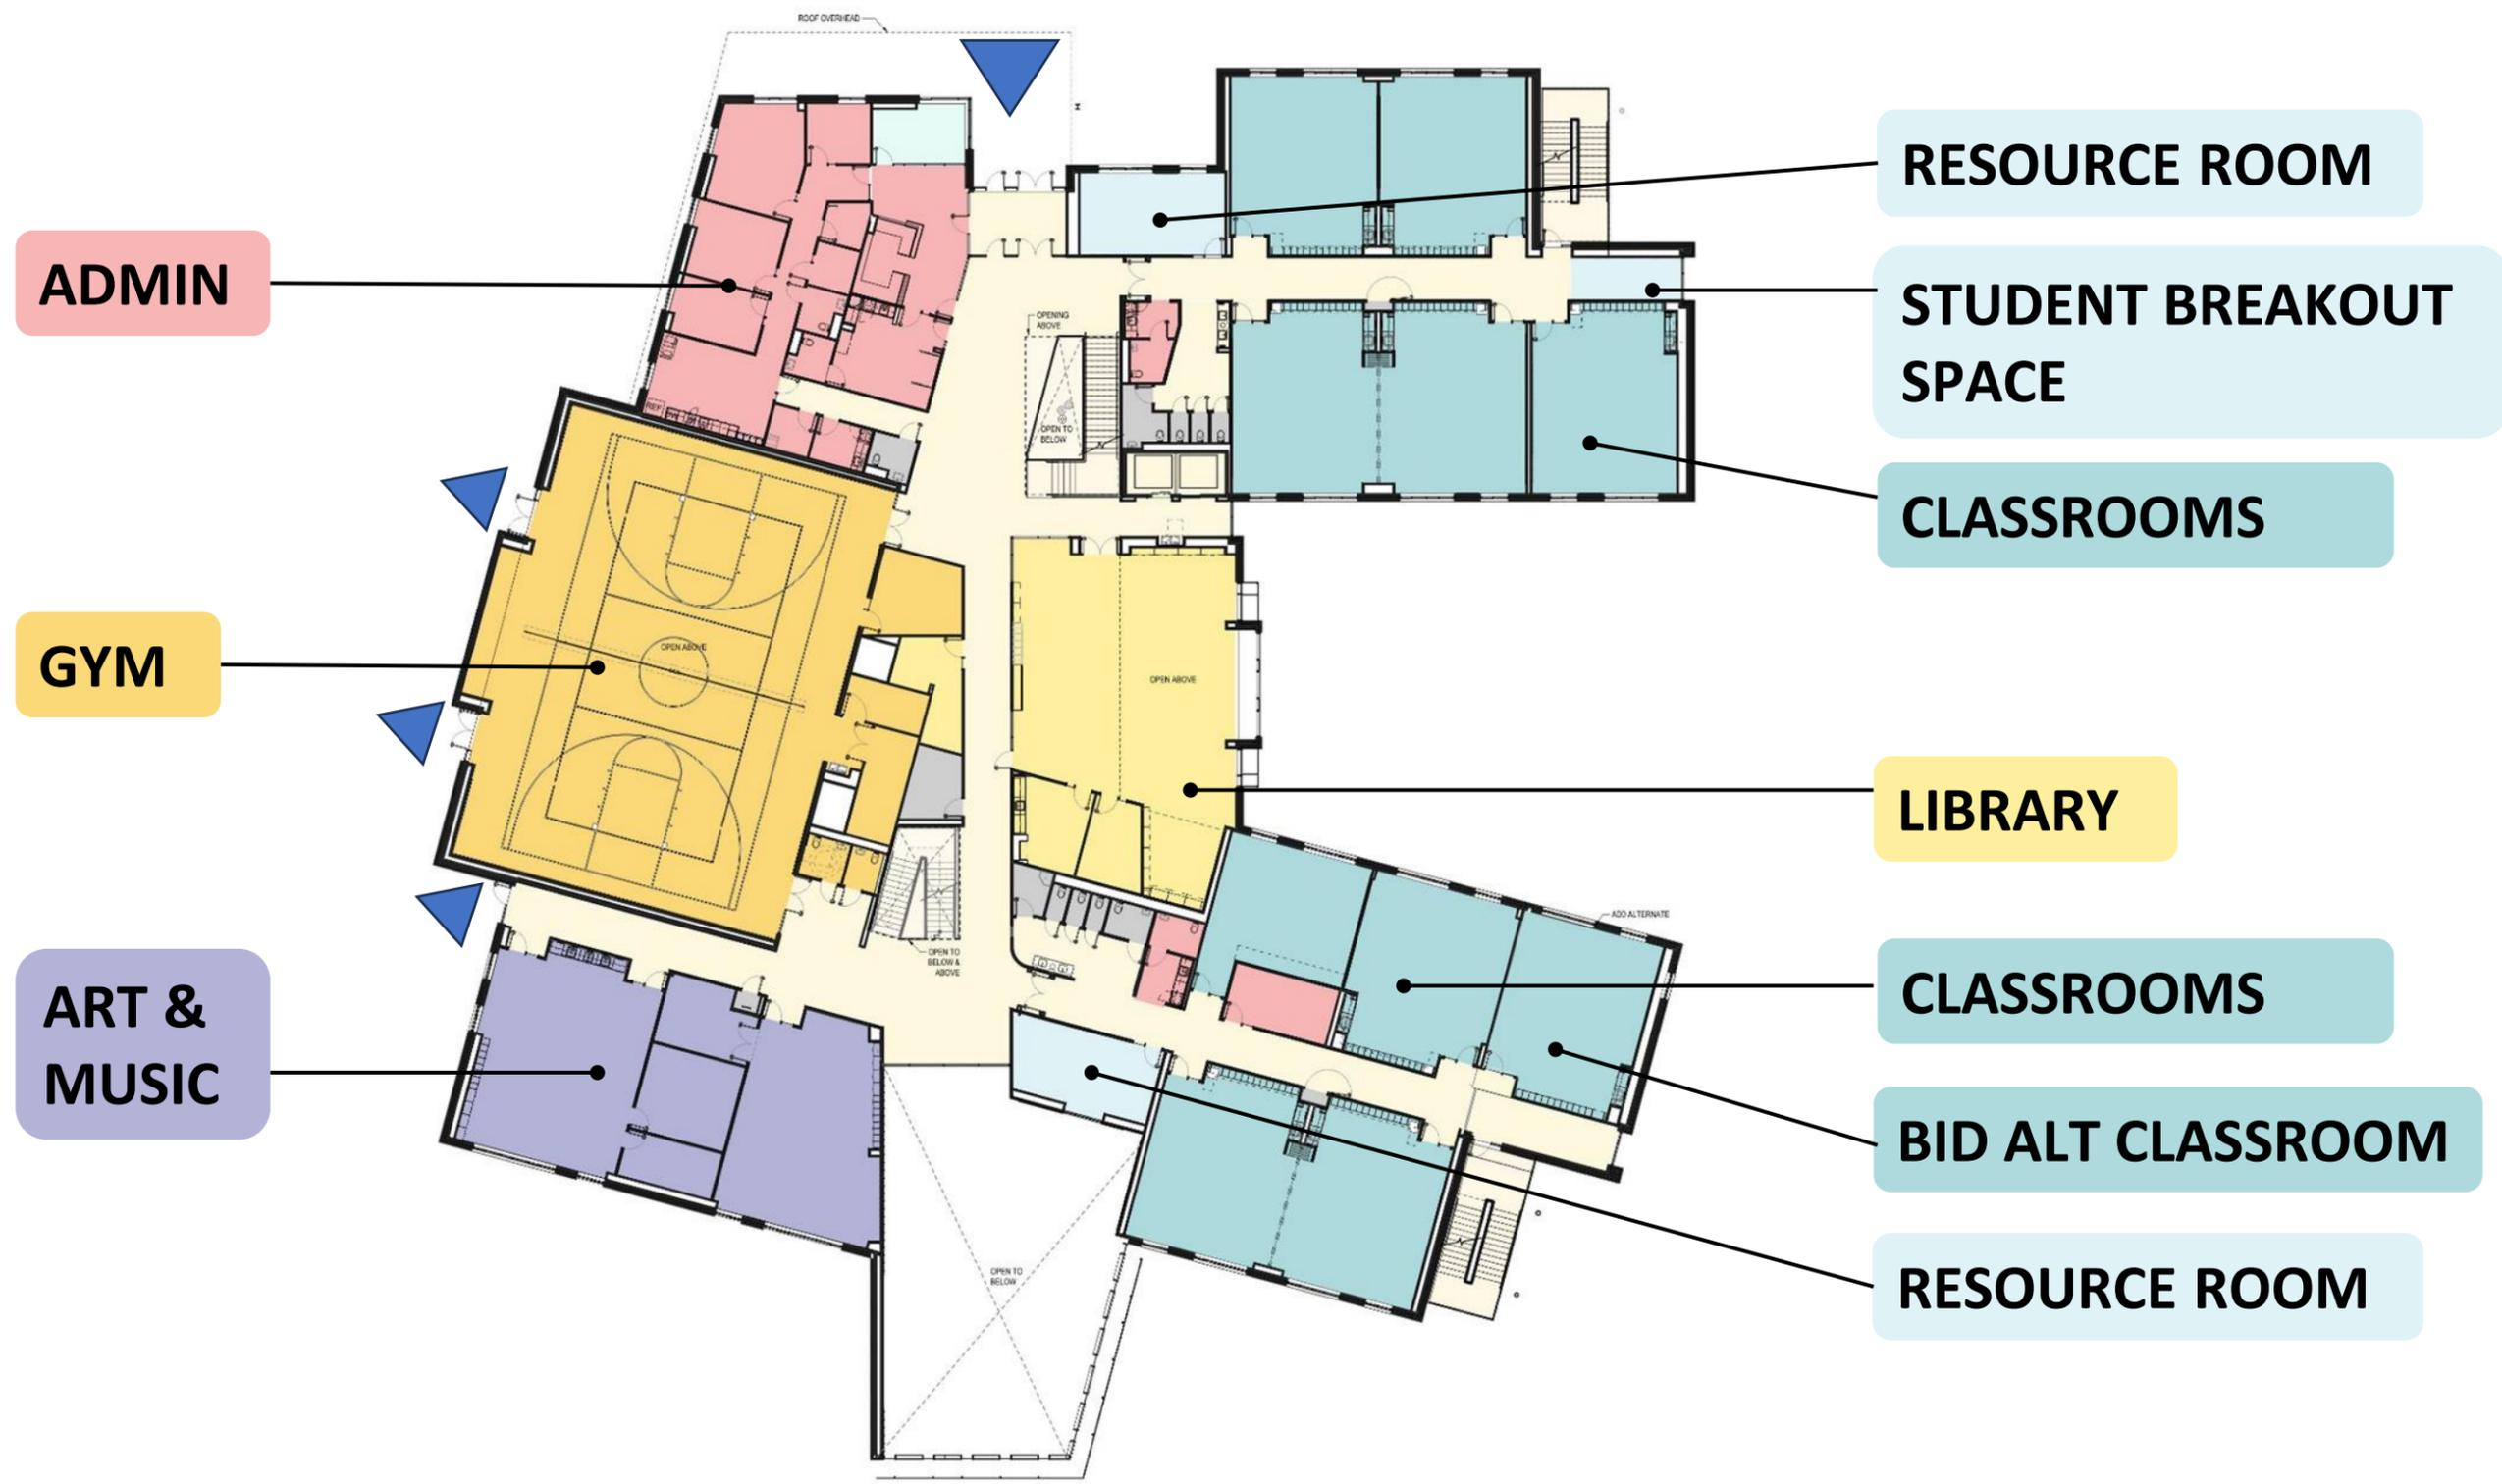 ROOF OVERHEAD
RESOURCE ROOM
ADMIN
STUDENT BREAKOUT
SPACE
OPENING
ABOVE
REF
OPEN TO
BELOW
CLASSROOMS
GYM
OPEN ABOVE
OPEN ABOVE
LIBRARY
ADD ALTERNATE
OPEN TO
BELOW &
ABOVE
CLASSROOMS
ART &
MUSIC
BID ALT CLASSROOM
OPEN TO
BELOW
RESOURCE ROOM